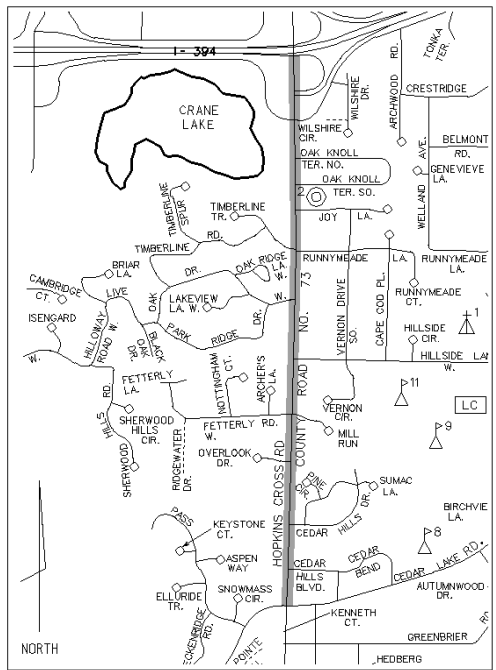 I-394
TONKA
TER.
ARCHWOOD RD.
CRESTRIDGE
WILSHIRE
DR.
CRANE
LAKE
WILSHIRE
CIR.
BELMONT
RD.
OAK KNOLL
TER. NO.
GENEVIEVE
LA.
WELLAND AVE.
OAK KNOLL
TER. SO.
2
JOY LA.
TIMBERLINE
SPUR
TIMBERLINE
TR.
TIMBERLINE RD.
RUNNYMEADE LA.
RUNNYMEADE
LA.
BRIAR
LA.
OAK RIDGE
LA.
W.
CAMBRIDGE
CT.
LIVE OAK DR.
LAKEVIEW
LA. W.
RUNNYMEADE
CT.
ISENGARD
W.
HILLOWAY
ROAD W.
BLACK
OAK
DR.
PARK RIDGE DR. W.
VERNON DRIVE
SO.
CAPE COD PL.
HILLSIDE
CIR.
1
HILLSIDE LAN
W.
FETTERLY
LA.
NOTTINGHAM
CT.
ARCHER'S
LA.
11
LC
SHERWOOD
HILLS
CIR.
SHERWOOD HILLS RD.
VERNON
CIR.
FETTERLY RD.
W.
MILL
RUN
9
RIDGEWATER
DR.
OVERLOOK
DR.
HOPKINS CROSS RD
COUNTY ROAD NO. 73
PINE
CIR.
SUMAC
LA.
CEDAR HILLS DR.
BIRCHVIE
LA.
PASS
KEYSTONE
CT.
8
ASPEN
WAY
CEDAR
HILLS
BLVD.
CEDAR
BEND
CEDAR LAKE RD.
ELLURIDE
TR.
SNOWMASS
CIR.
AUTUMNWOOD
DR.
KENNETH
CT.
ECKENRIDGE
RD.
POINTE
GREENBRIER
RD
NORTH
HEDBERG